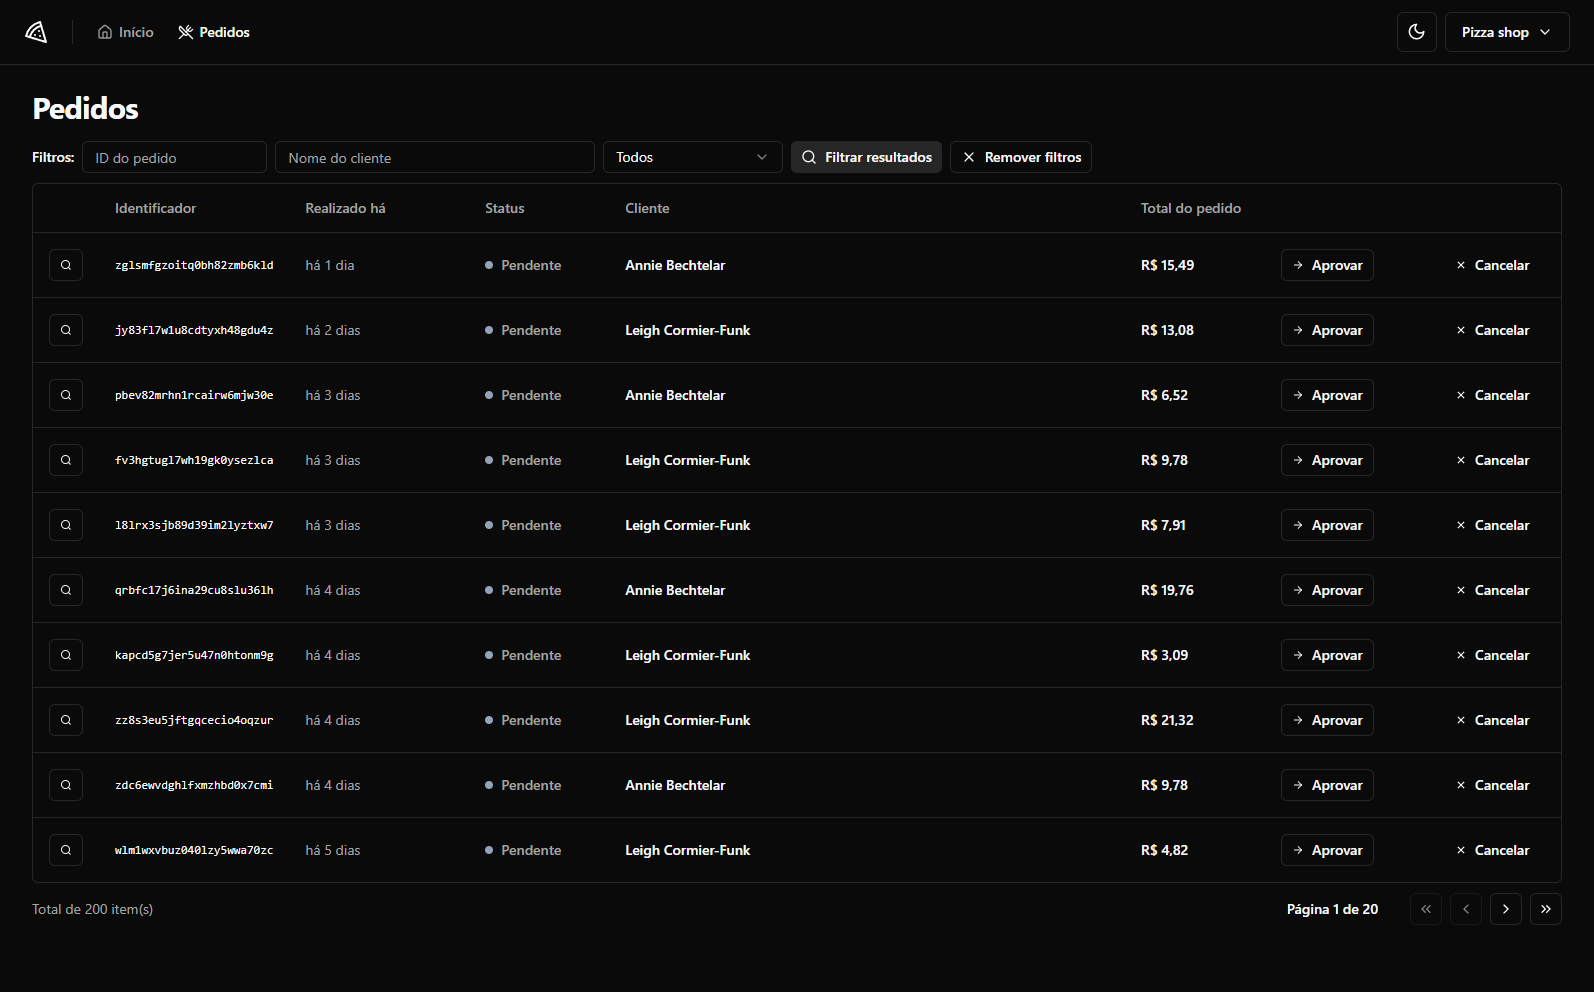 Início Pedidos Pizza shop
Pedidos
Filtros: ID do pedido Nome do cliente Todos Filtrar resultados Remover filtros
Identificador Realizado há Status Cliente Total do pedido
zglsmfgzoitq0bh82zmb6kld há 1 dia Pendente Annie Bechtelar R$ 15,49 Aprovar Cancelar
jy83fl7w1u8cdtyxh48gdu4z há 2 dias Pendente Leigh Cormier-Funk R$ 13,08 Aprovar Cancelar
pbev82mrhn1rcairw6mjw30e há 3 dias Pendente Annie Bechtelar R$ 6,52 Aprovar Cancelar
fv3hgtugl7wh19gk0ysezlca há 3 dias Pendente Leigh Cormier-Funk R$ 9,78 Aprovar Cancelar
l8lrx3sjb89d39im2lyztxw7 há 3 dias Pendente Leigh Cormier-Funk R$ 7,91 Aprovar Cancelar
qrbfc17j6ina29cu8slu36lh há 4 dias Pendente Annie Bechtelar R$ 19,76 Aprovar Cancelar
kapcd5g7jer5u47n0htonm9g há 4 dias Pendente Leigh Cormier-Funk R$ 3,09 Aprovar Cancelar
zz8s3eu5jftgqcecio4oqzur há 4 dias Pendente Leigh Cormier-Funk R$ 21,32 Aprovar Cancelar
zdc6ewvdghlfxmzhbd0x7cmi há 4 dias Pendente Annie Bechtelar R$ 9,78 Aprovar Cancelar
wlm1wxvbuz040lzy5wwa70zc há 5 dias Pendente Leigh Cormier-Funk R$ 4,82 Aprovar Cancelar
Total de 200 item(s) Página 1 de 20